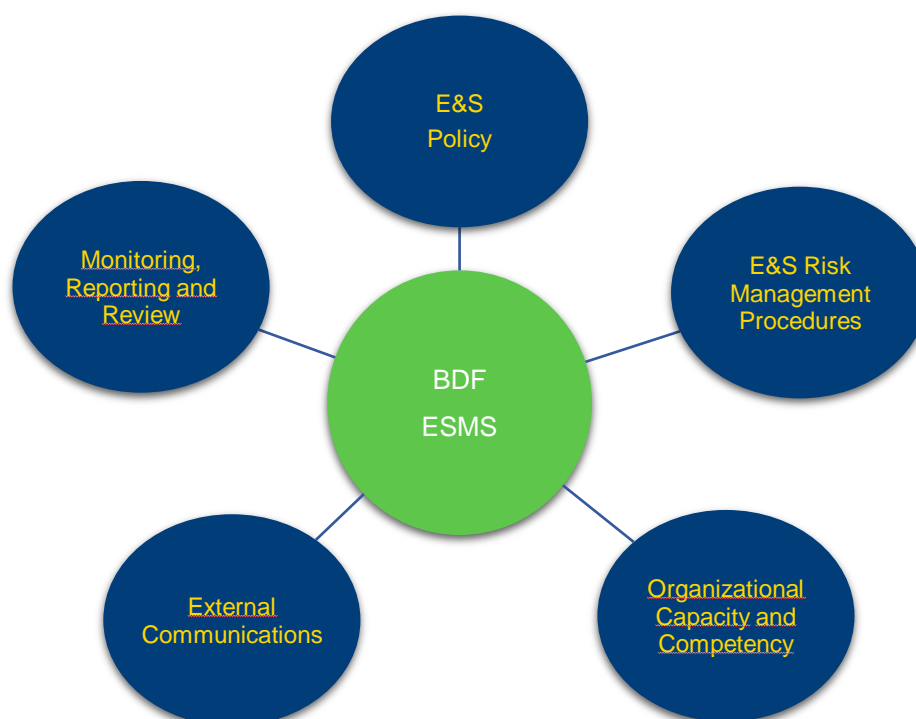 E&S
Policy
Monitoring,
Reporting and
Review
E&S Risk
Management
Procedures
BDF
ESMS
External
Communications
Organizational
Capacity and
Competency